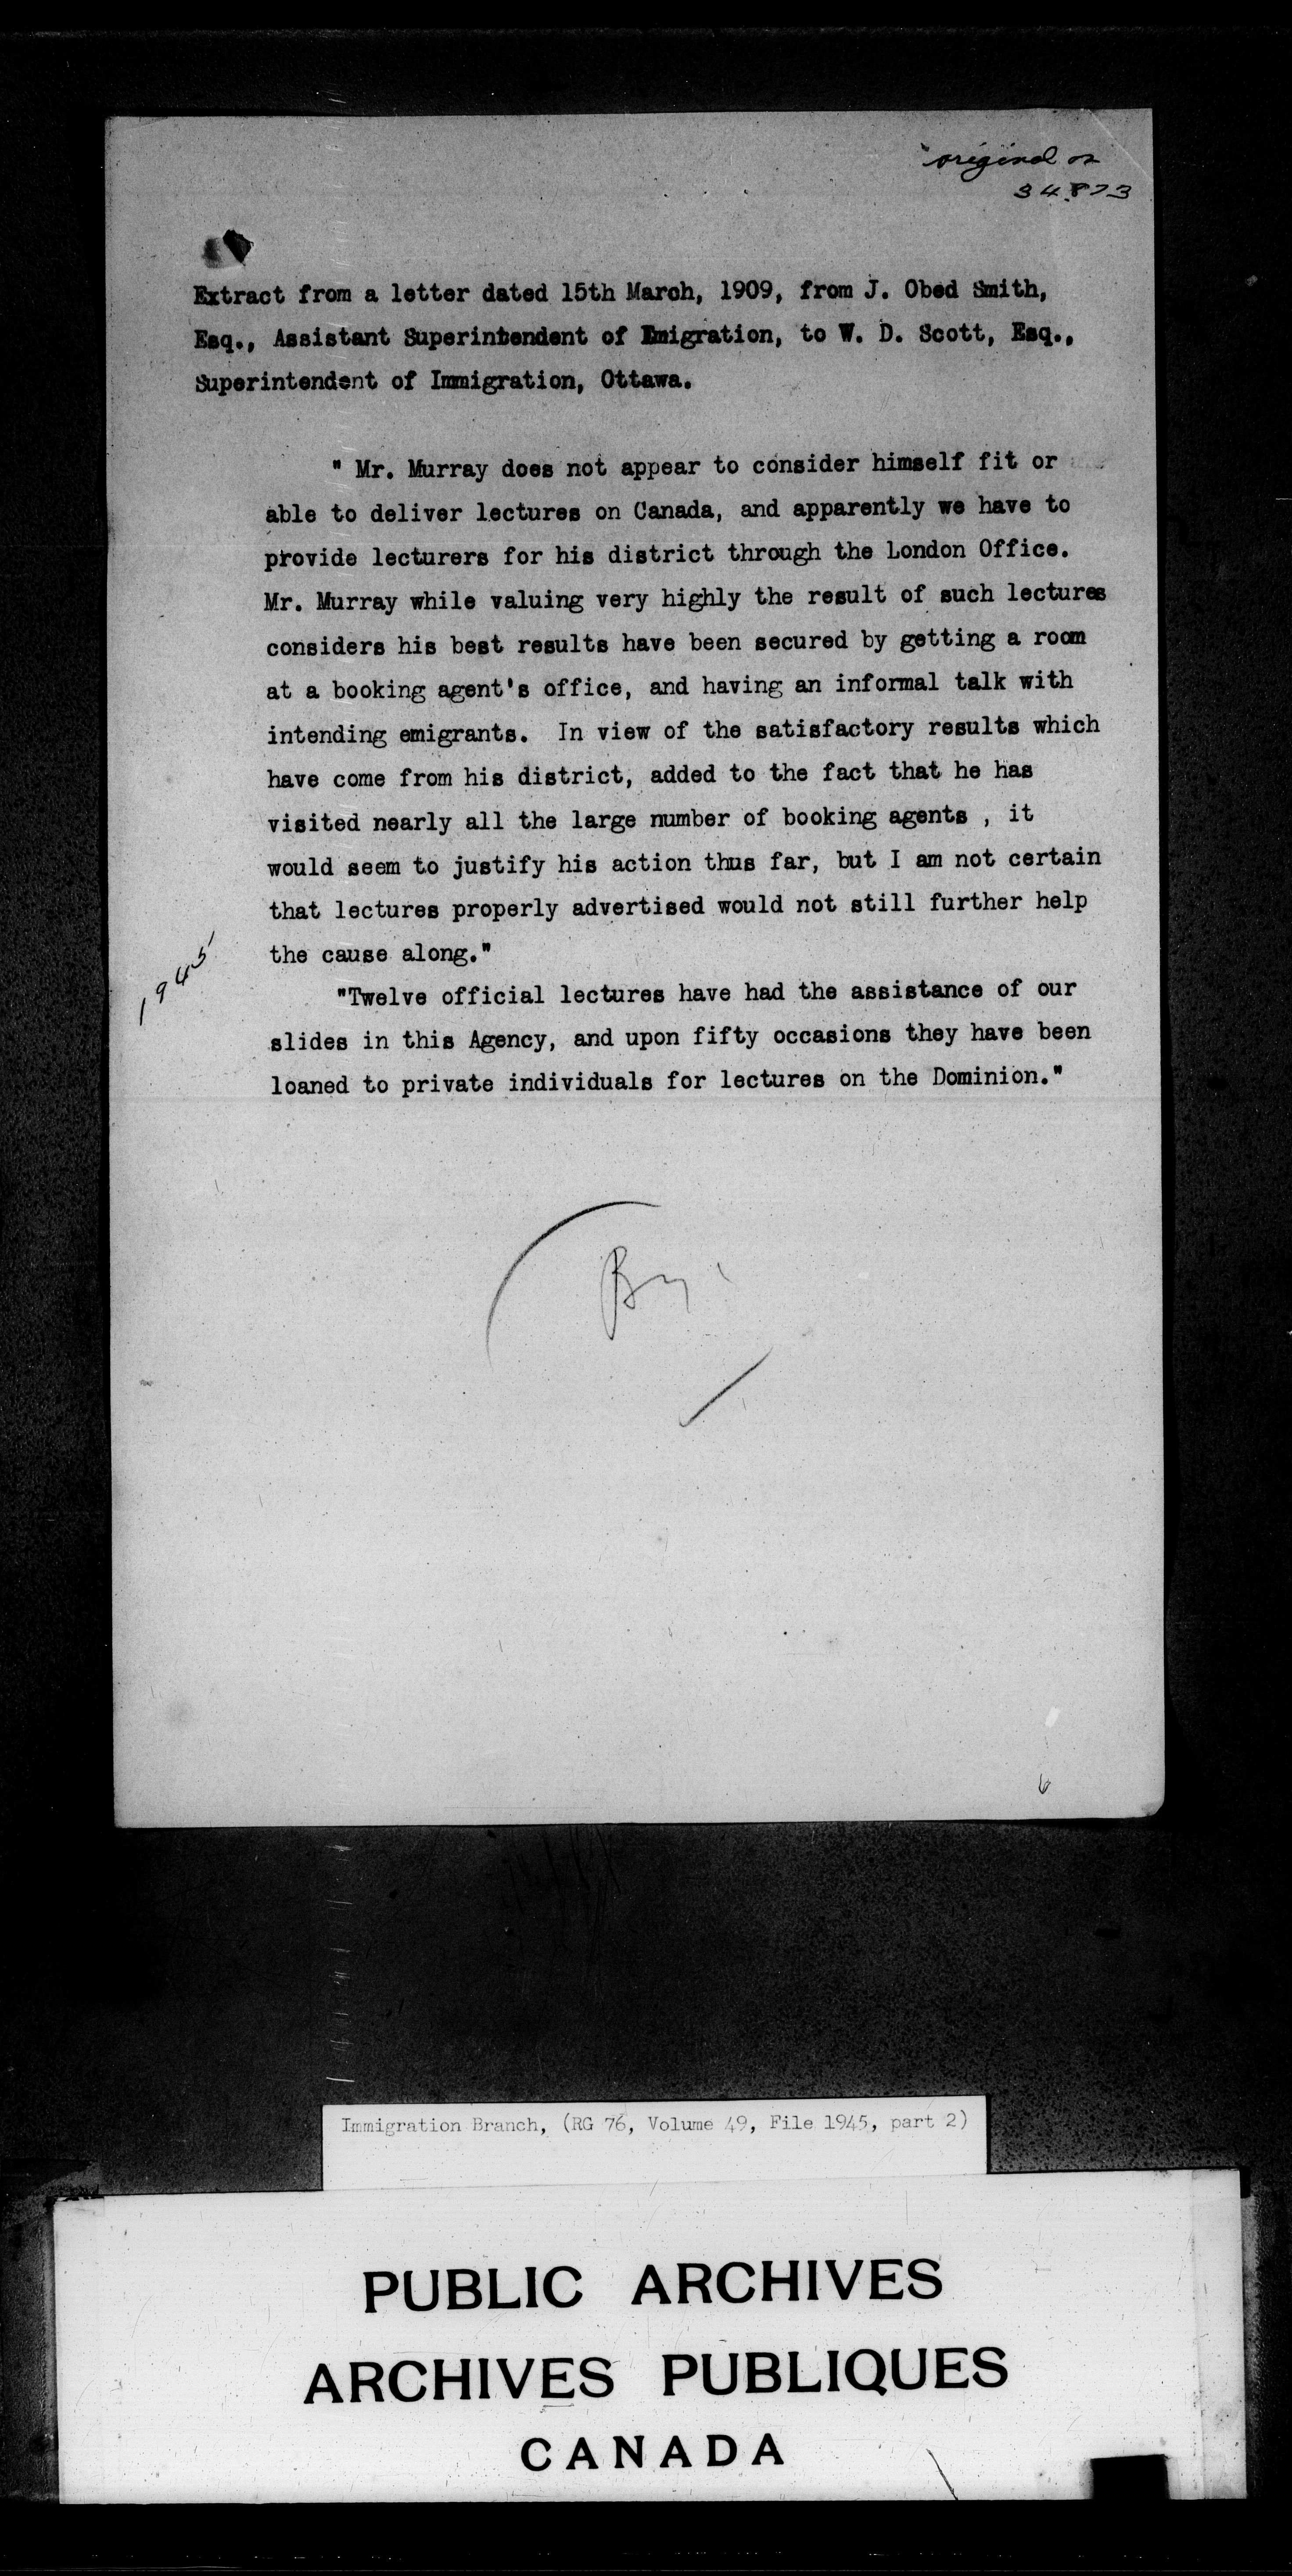 original on
34873
Extract from a letter dated 15th March, 1909, from J. Obed Smith,
Esq., Assistant Superintendent of Emigration, to W. D. Scott, Esq.,
Superintendent of Immigration, Ottawa.
" Mr. Murray does not appear to consider himself fit or
able to deliver lectures on Canada, and apparently we have to
provide lecturers for his district through the London Office.
Mr. Murray while valuing very highly the result of such lectures
considers his best results have been secured by getting a room
at a booking agent's office, and having an informal talk with
intending emigrants. In view of the satisfactory results which
have come from his district, added to the fact that he has
visited nearly all the large number of booking agents , it
would seem to justify his action thus far, but I am not certain
that lectures properly advertised would not still further help
the cause along."
1945
"Twelve official lectures have had the assistance of our
slides in this Agency, and upon fifty occasions they have been
loaned to private individuals for lectures on the Dominion."
Immigration Branch, (RG 76, Volume 49, File 1945, part 2)
PUBLIC ARCHIVES
ARCHIVES PUBLIQUES
CANADA